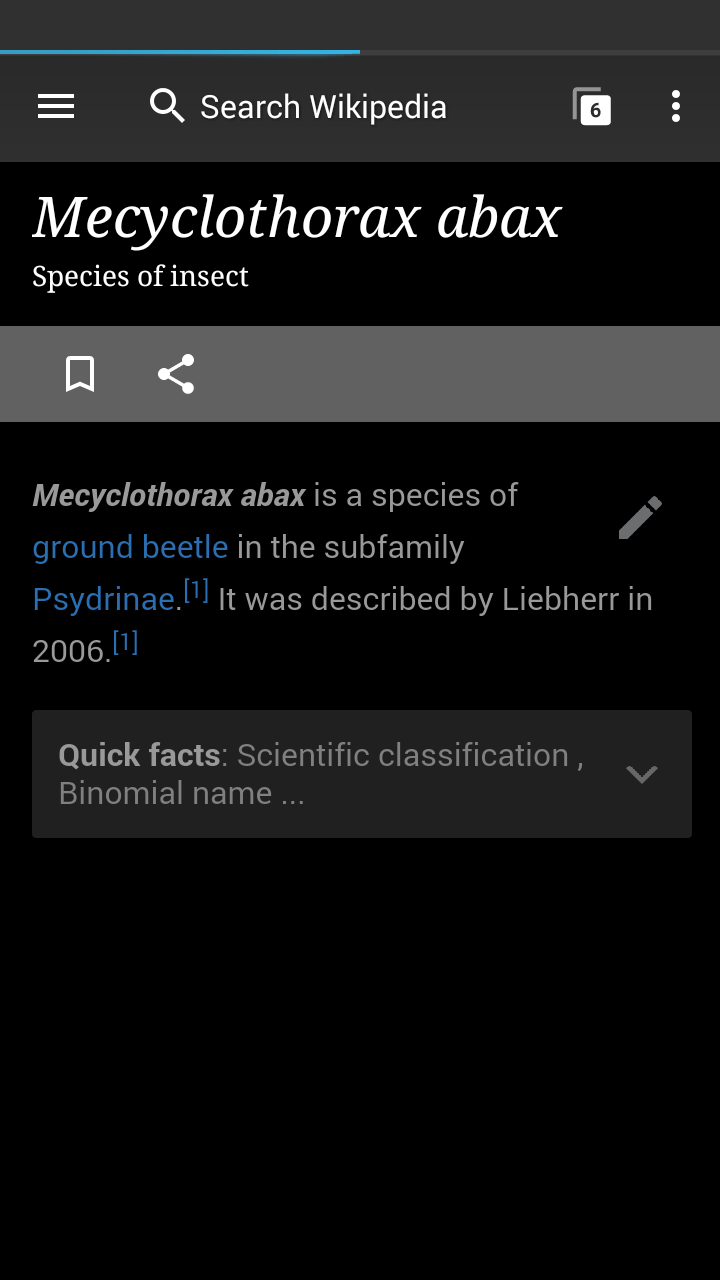 Search Wikipedia
6
Mecyclothorax abax
Species of insect
Mecyclothorax abax is a species of
ground beetle in the subfamily
Psydrinae.[1] It was described by Liebherr in
2006.[1]
Quick facts: Scientific classification ,
Binomial name ...